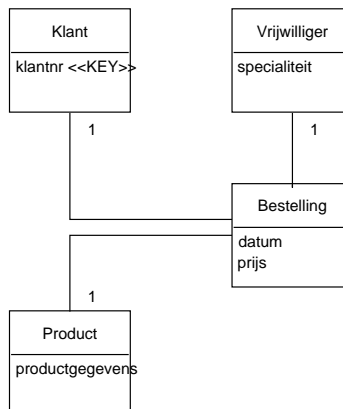 Klant
klantnr <<KEY>>
Vrijwilliger
specialiteit
1
1
Bestelling
datum
prijs
1
Product
productgegevens